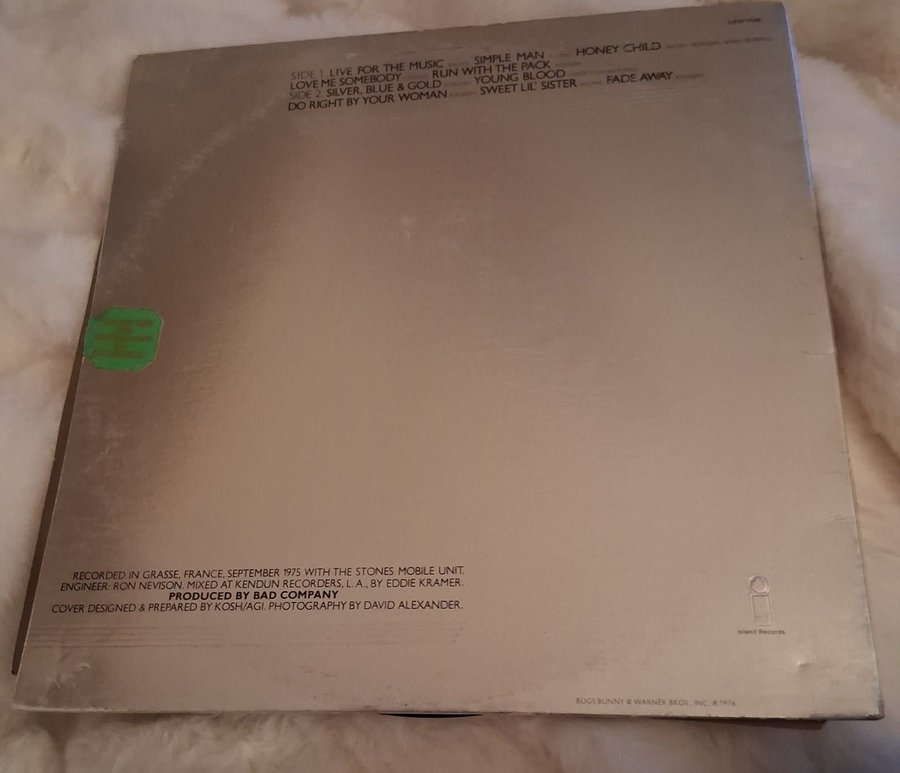 SIDE 1 LIVE FOR THE MUSIC SIMPLE MAN HONEY CHILD
LOVE ME SOMEBODY RUN WITH THE PACK
SIDE 2 SILVER, BLUE & GOLD YOUNG BLOOD FADE AWAY
DO RIGHT BY YOUR WOMAN SWEET LIL' SISTER
RECORDED IN GRASSE, FRANCE, SEPTEMBER 1975 WITH THE STONES MOBILE UNIT.
ENGINEER: RON NEVISON. MIXED AT KENDUN RECORDERS, L.A., BY EDDIE KRAMER.
PRODUCED BY BAD COMPANY
COVER DESIGNED & PREPARED BY KOSH/AGI. PHOTOGRAPHY BY DAVID ALEXANDER.
i
Island Records
BUGS BUNNY © WARNER BROS., INC. ℗ 1976